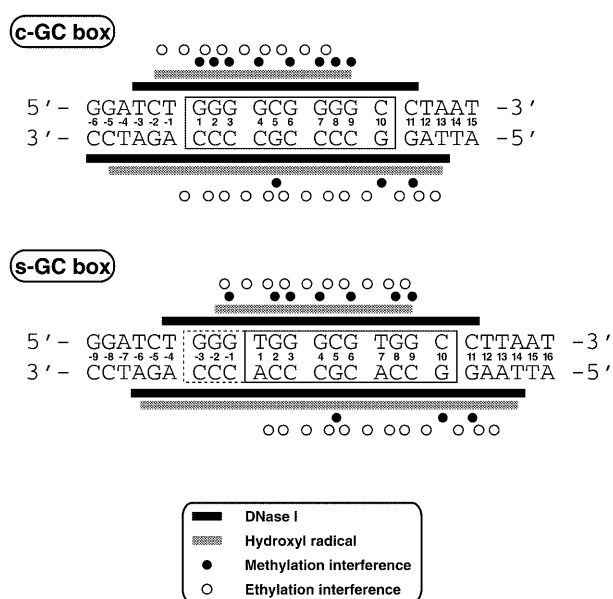 c-GC box
5′- GGATCT GGG GCG GGG C CTAAT -3′
-6 -5 -4 -3 -2 -1 1 2 3 4 5 6 7 8 9 10 11 12 13 14 15
3′- CCTAGA CCC CGC CCC G GATTA -5′
s-GC box
5′- GGATCT GGG TGG GCG TGG C CTTAAT -3′
-9 -8 -7 -6 -5 -4 -3 -2 -1 1 2 3 4 5 6 7 8 9 10 11 12 13 14 15 16
3′- CCTAGA CCC ACC CGC ACC G GAATTA -5′
DNase I
Hydroxyl radical
Methylation interference
Ethylation interference